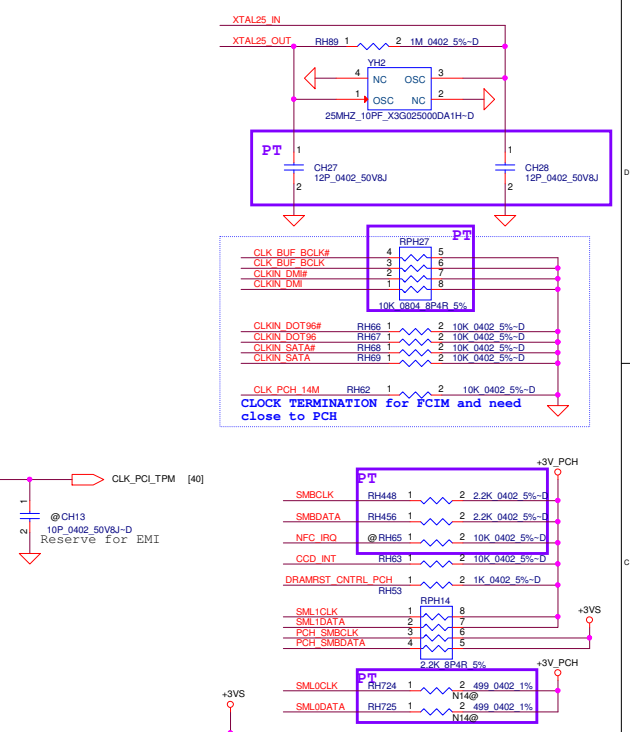 XTAL25_IN
XTAL25_OUT RH89 1 2 1M_0402_5%~D
YH2
4 NC OSC 3
1 OSC NC 2
25MHZ_10PF_X3G025000DA1H~D
PT
1 1
CH27 CH28
12P_0402_50V8J 12P_0402_50V8J
2 2
D
PT
RPH27
CLK_BUF_BCLK# 4 5
CLK_BUF_BCLK 3 6
CLKIN_DMI# 2 7
CLKIN_DMI 1 8
10K_0804_8P4R_5%
CLKIN_DOT96# RH66 1 2 10K_0402_5%~D
CLKIN_DOT96 RH67 1 2 10K_0402_5%~D
CLKIN_SATA# RH68 1 2 10K_0402_5%~D
CLKIN_SATA RH69 1 2 10K_0402_5%~D
CLK_PCH_14M RH62 1 2 10K_0402_5%~D
CLOCK TERMINATION for FCIM and need
close to PCH
CLK_PCI_TPM [40]
1
@CH13
10P_0402_50V8J~D
2
Reserve for EMI
+3V_PCH
PT
SMBCLK RH448 1 2 2.2K_0402_5%~D
SMBDATA RH456 1 2 2.2K_0402_5%~D
NFC_IRQ @RH65 1 2 10K_0402_5%~D
CCD_INT RH63 1 2 10K_0402_5%~D
C
DRAMRST_CNTRL_PCH 1 2 1K_0402_5%~D
RH53
RPH14
SML1CLK 1 8
SML1DATA 2 7
PCH_SMBCLK 3 6
PCH_SMBDATA 4 5
+3VS
2.2K_8P4R_5%
+3V_PCH
PT
SML0CLK RH724 1 2 499_0402_1%
N14@
SML0DATA RH725 1 2 499_0402_1%
N14@
+3VS